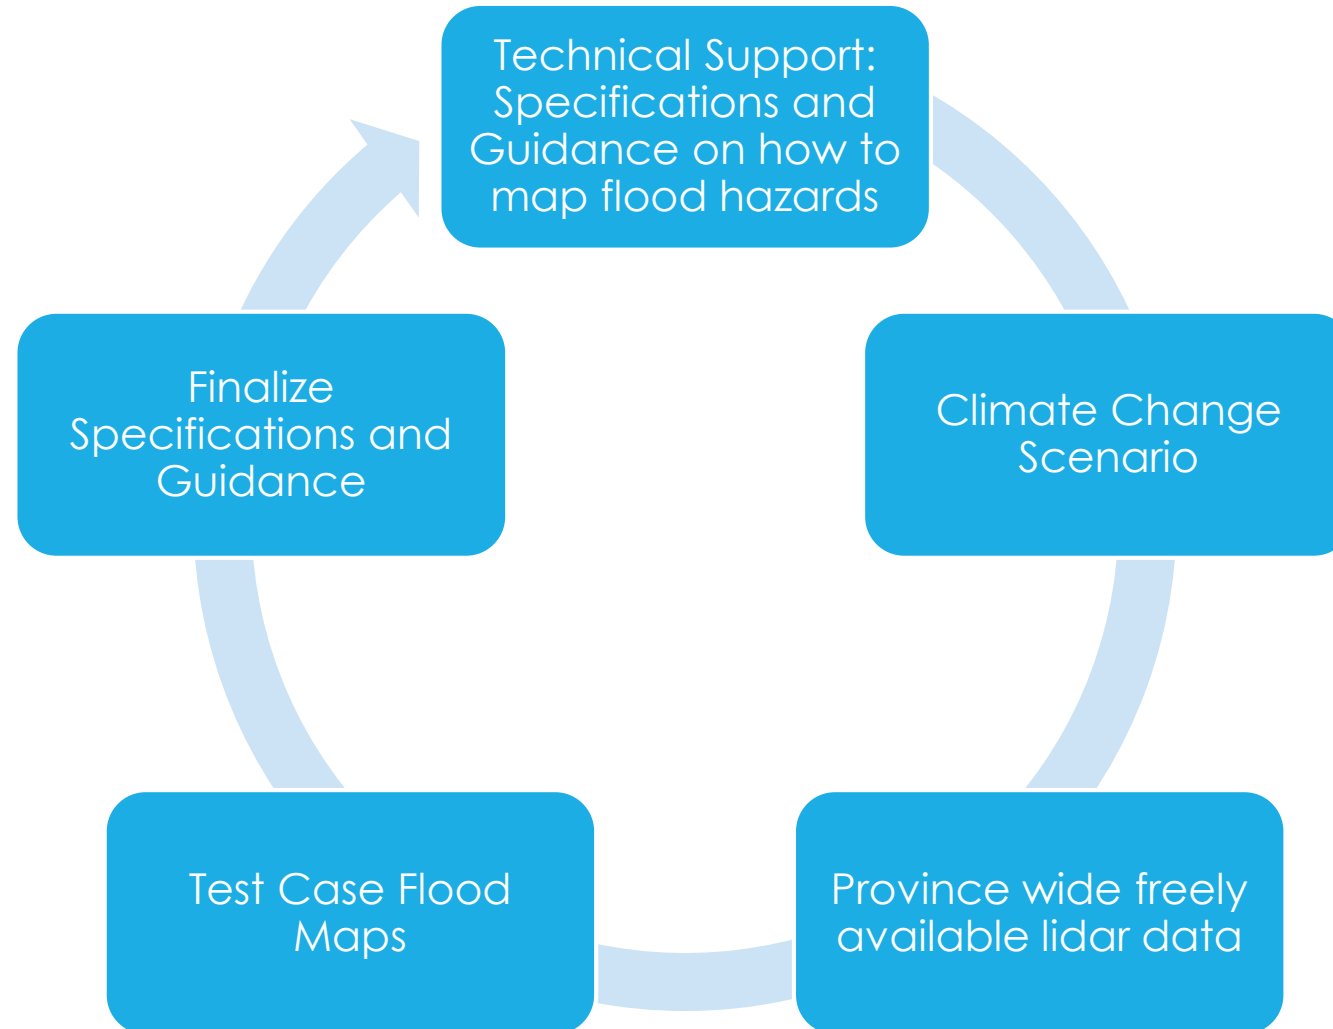 Technical Support:
Specifications and
Guidance on how to
map flood hazards
Climate Change
Scenario
Province wide freely
available lidar data
Test Case Flood
Maps
Finalize
Specifications and
Guidance